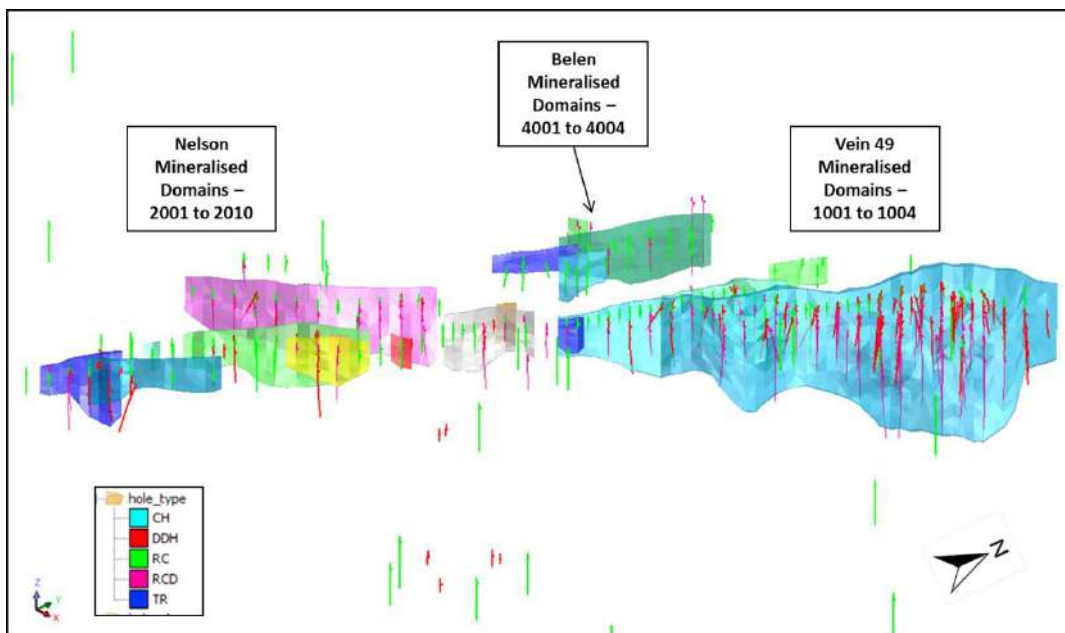 Belen
Mineralised
Domains –
4001 to 4004
Nelson
Mineralised
Domains –
2001 to 2010
Vein 49
Mineralised
Domains –
1001 to 1004
hole_type
CH
DDH
RC
RCD
TR
N
Z
Y
X